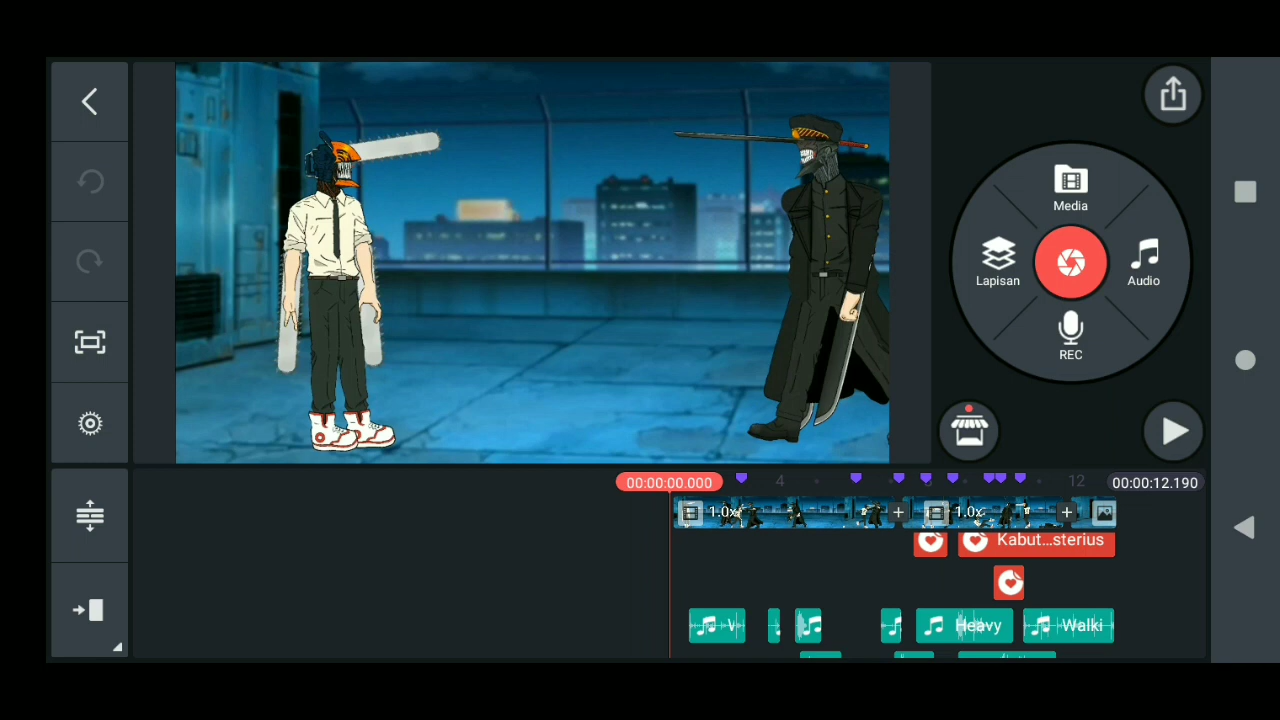 Media
Lapisan
Audio
REC
00:00:00.000
4
8
12
00:00:12.190
1.0x
1.0x
Kabut...sterius
Heavy
Walki